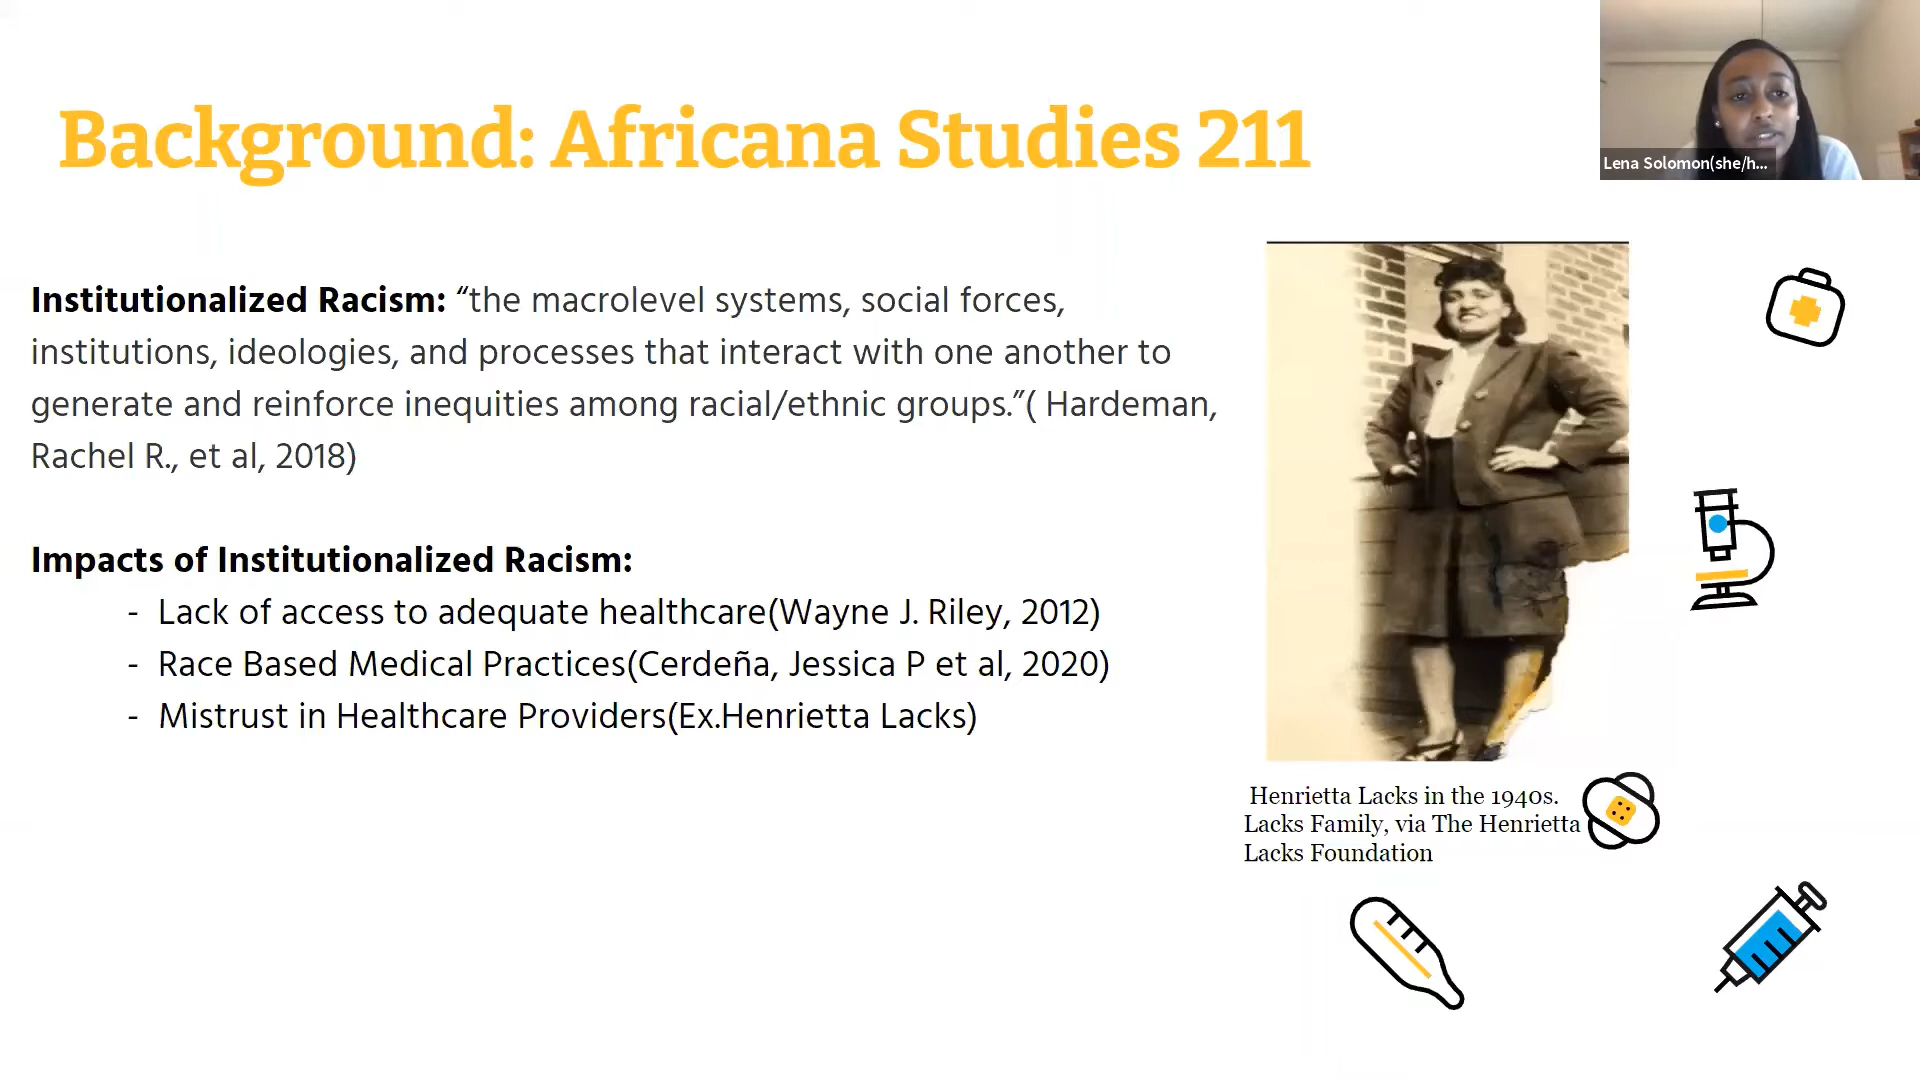 Background: Africana Studies 211
Lena Solomon(she/h...
Institutionalized Racism: “the macrolevel systems, social forces,
institutions, ideologies, and processes that interact with one another to
generate and reinforce inequities among racial/ethnic groups.”( Hardeman,
Rachel R., et al, 2018)
Impacts of Institutionalized Racism:
- Lack of access to adequate healthcare(Wayne J. Riley, 2012)
- Race Based Medical Practices(Cerdeña, Jessica P et al, 2020)
- Mistrust in Healthcare Providers(Ex.Henrietta Lacks)
Henrietta Lacks in the 1940s.
Lacks Family, via The Henrietta
Lacks Foundation